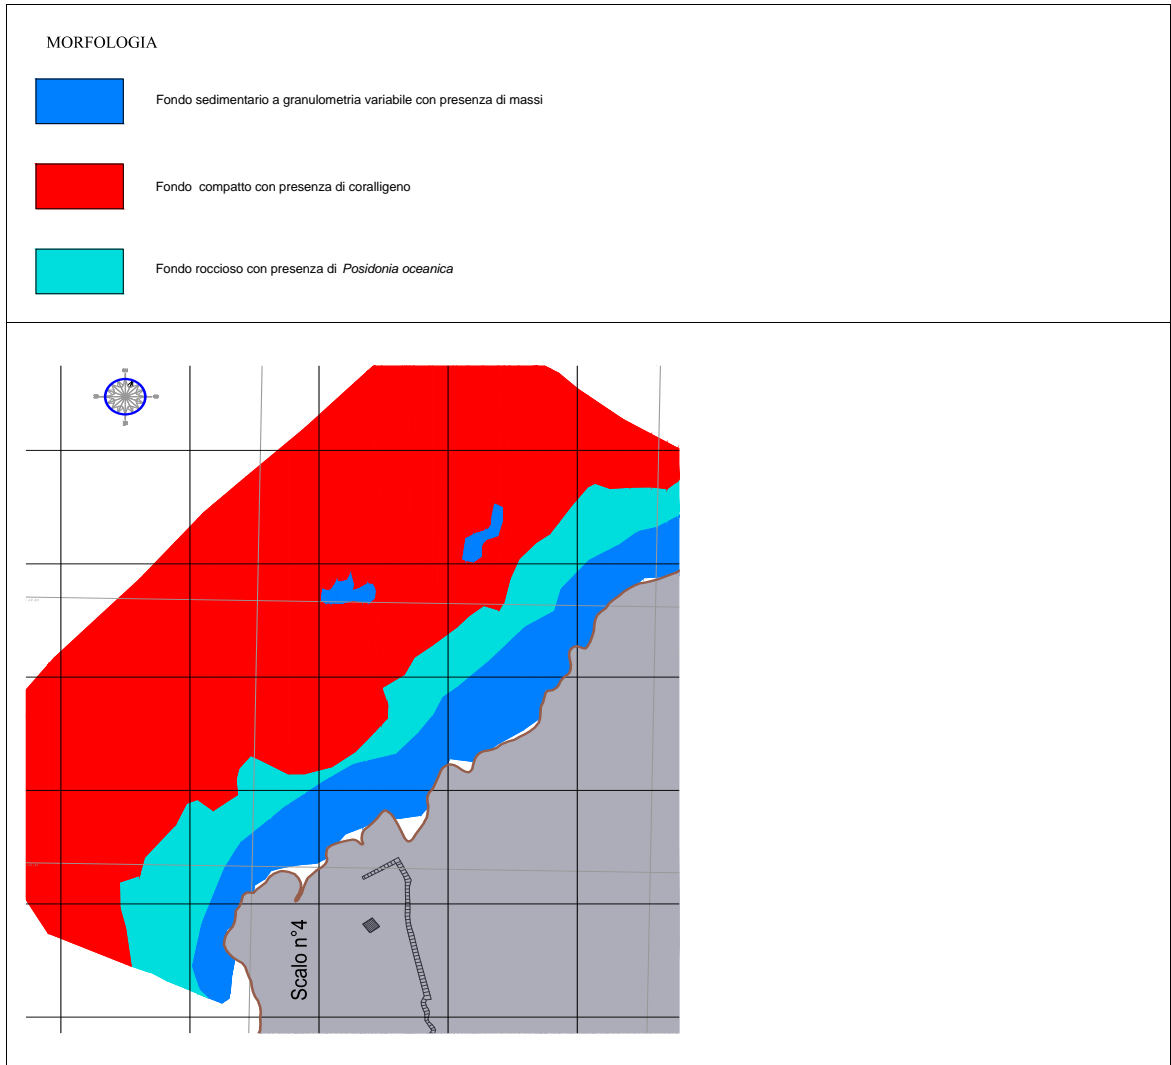 MORFOLOGIA
Fondo sedimentario a granulometria variabile con presenza di massi
Fondo compatto con presenza di coralligeno
Fondo roccioso con presenza di Posidonia oceanica
Scalo n°4